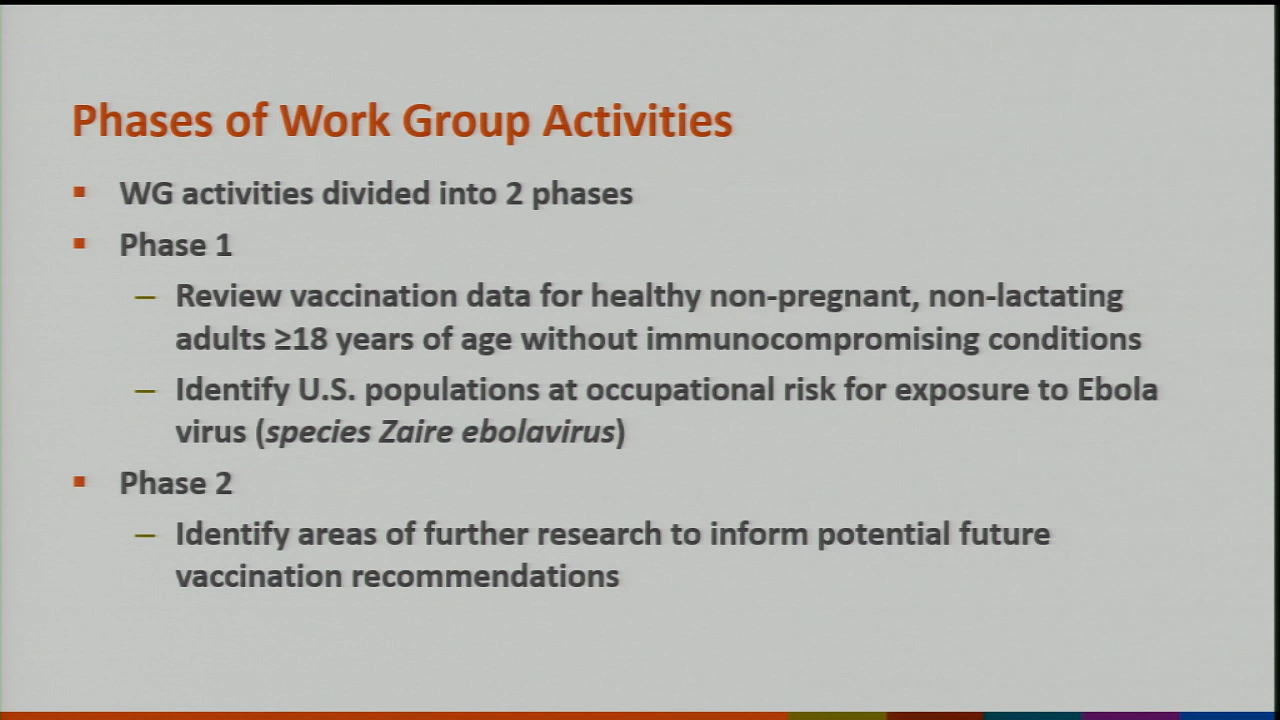 Phases of Work Group Activities
▪ WG activities divided into 2 phases
▪ Phase 1
– Review vaccination data for healthy non-pregnant, non-lactating
adults ≥18 years of age without immunocompromising conditions
– Identify U.S. populations at occupational risk for exposure to Ebola
virus (species Zaire ebolavirus)
▪ Phase 2
– Identify areas of further research to inform potential future
vaccination recommendations